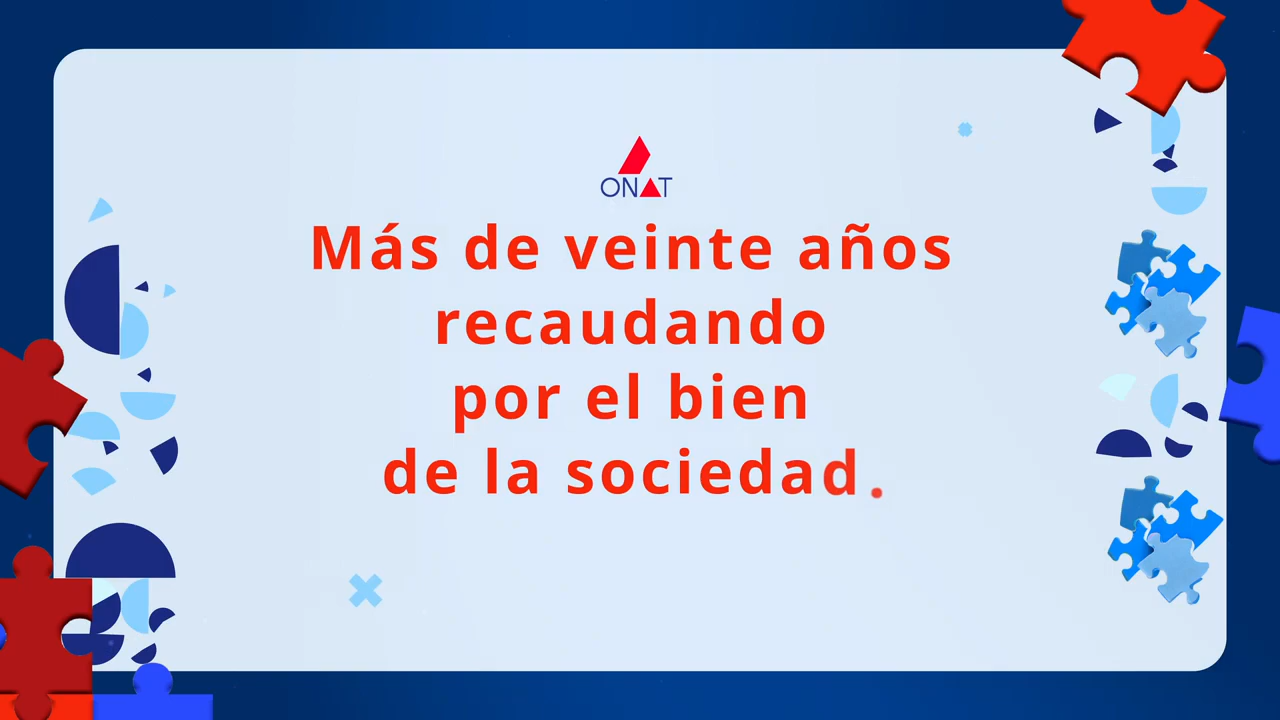 ONAT
Más de veinte años
recaudando
por el bien
de la sociedad.